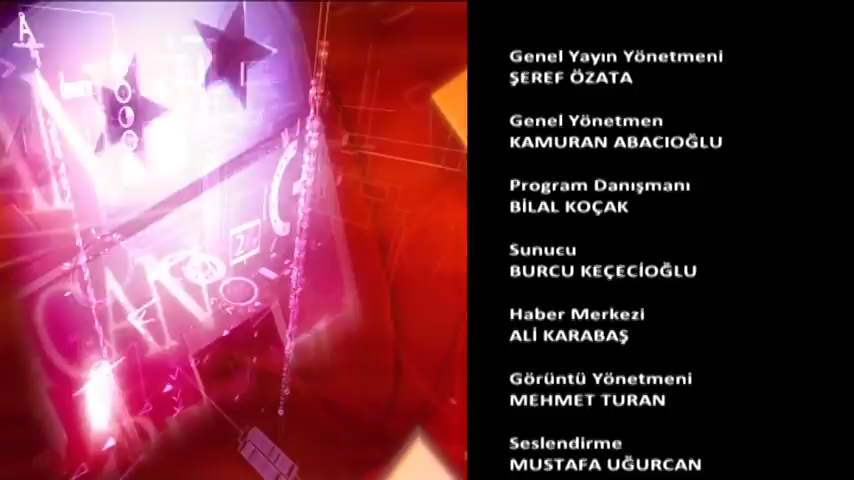 Genel Yayın Yönetmeni
ŞEREF ÖZATA
Genel Yönetmen
KAMURAN ABACIOĞLU
Program Danışmanı
BİLAL KOÇAK
Sunucu
BURCU KEÇECİOĞLU
Haber Merkezi
ALİ KARABAŞ
Görüntü Yönetmeni
MEHMET TURAN
Seslendirme
MUSTAFA UĞURCAN